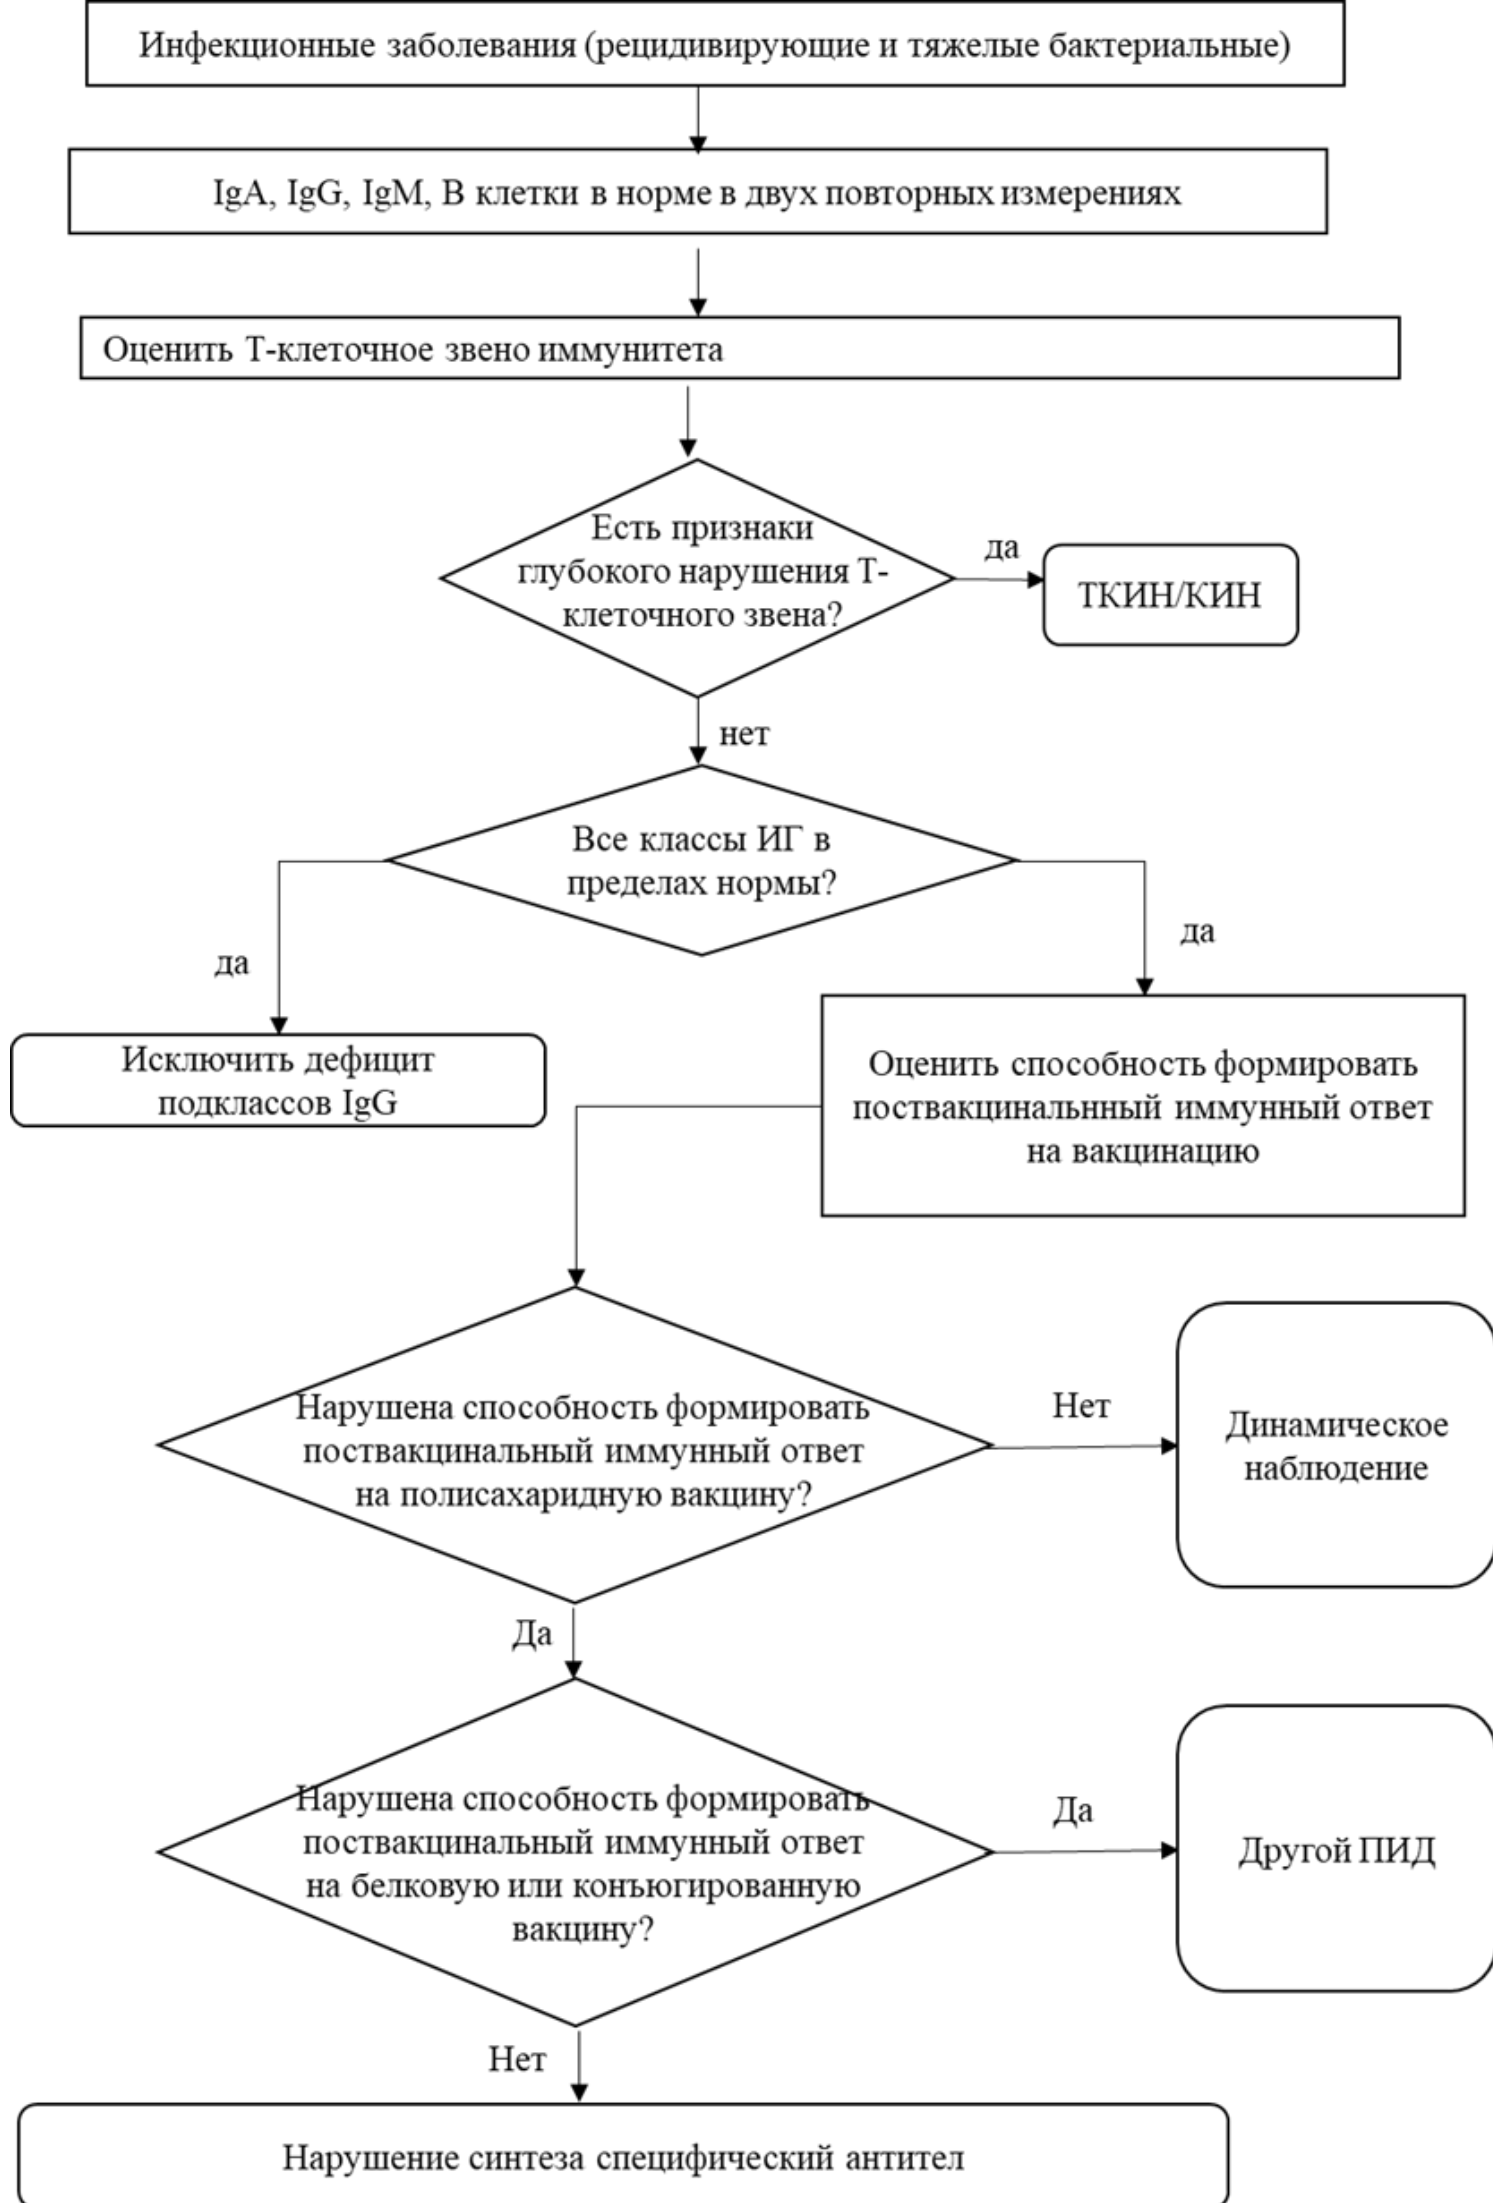 Инфекционные заболевания (рецидивирующие и тяжелые бактериальные)
IgA, IgG, IgM, В клетки в норме в двух повторных измерениях
Оценить Т-клеточное звено иммунитета
Есть признаки
глубокого нарушения Т-
клеточного звена?
да
ТКИН/КИН
нет
Все классы ИГ в
пределах нормы?
да
да
Исключить дефицит
подклассов IgG
Оценить способность формировать
поствакцинальнный иммунный ответ
на вакцинацию
Нарушена способность формировать
поствакцинальный иммунный ответ
на полисахаридную вакцину?
Нет
Динамическое
наблюдение
Да
Нарушена способность формировать
поствакцинальный иммунный ответ
на белковую или конъюгированную
вакцину?
Да
Другой ПИД
Нет
Нарушение синтеза специфический антител